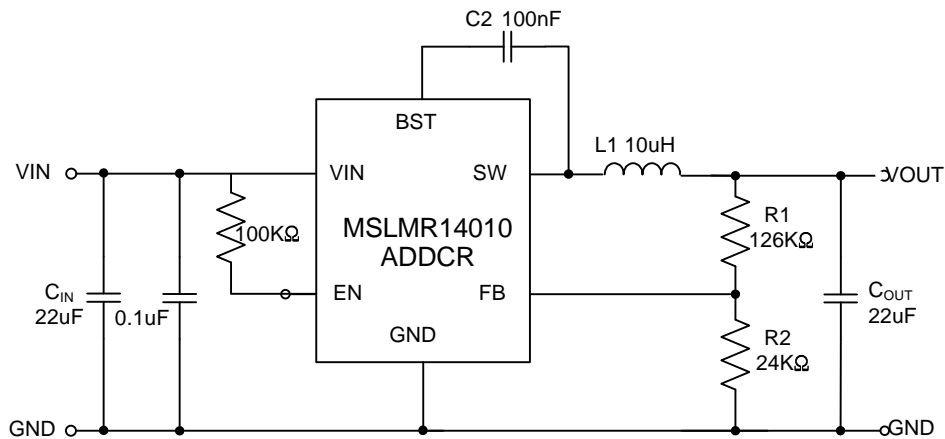 C2 100nF
BST
L1 10uH
VIN
VIN
SW
VOUT
100KΩ
MSLMR14010
ADDCR
R1
126KΩ
EN
FB
CIN
22uF
0.1uF
COUT
22uF
GND
R2
24KΩ
GND
GND